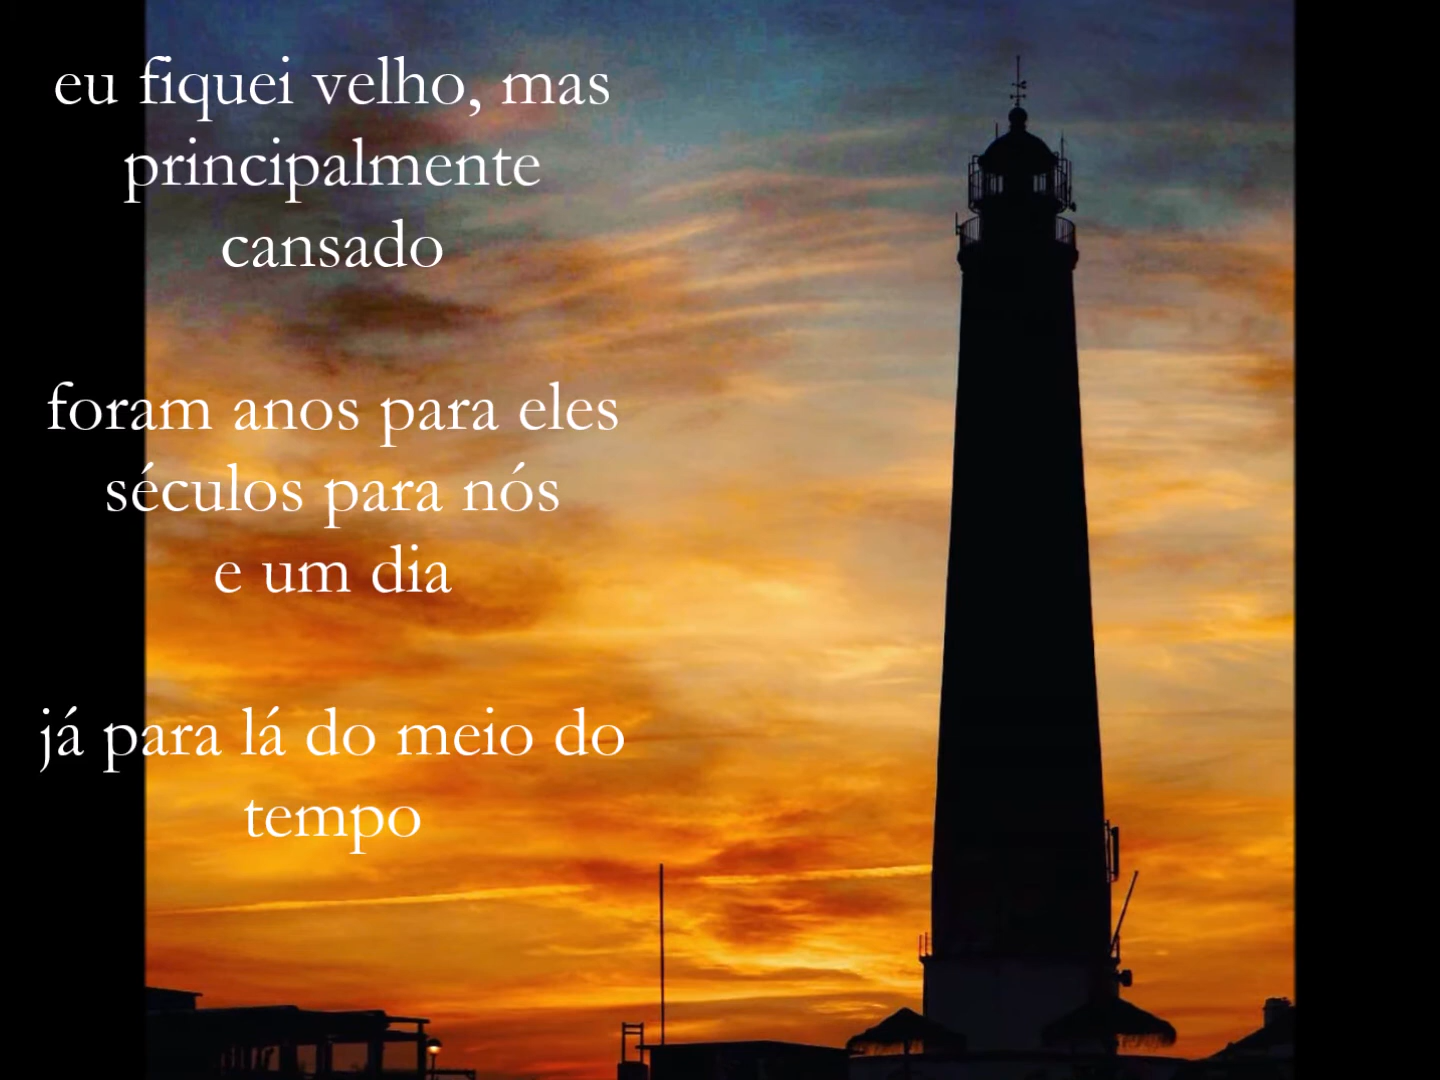 eu fiquei velho, mas
principalmente
cansado
foram anos para eles
séculos para nós
e um dia
já para lá do meio do
tempo